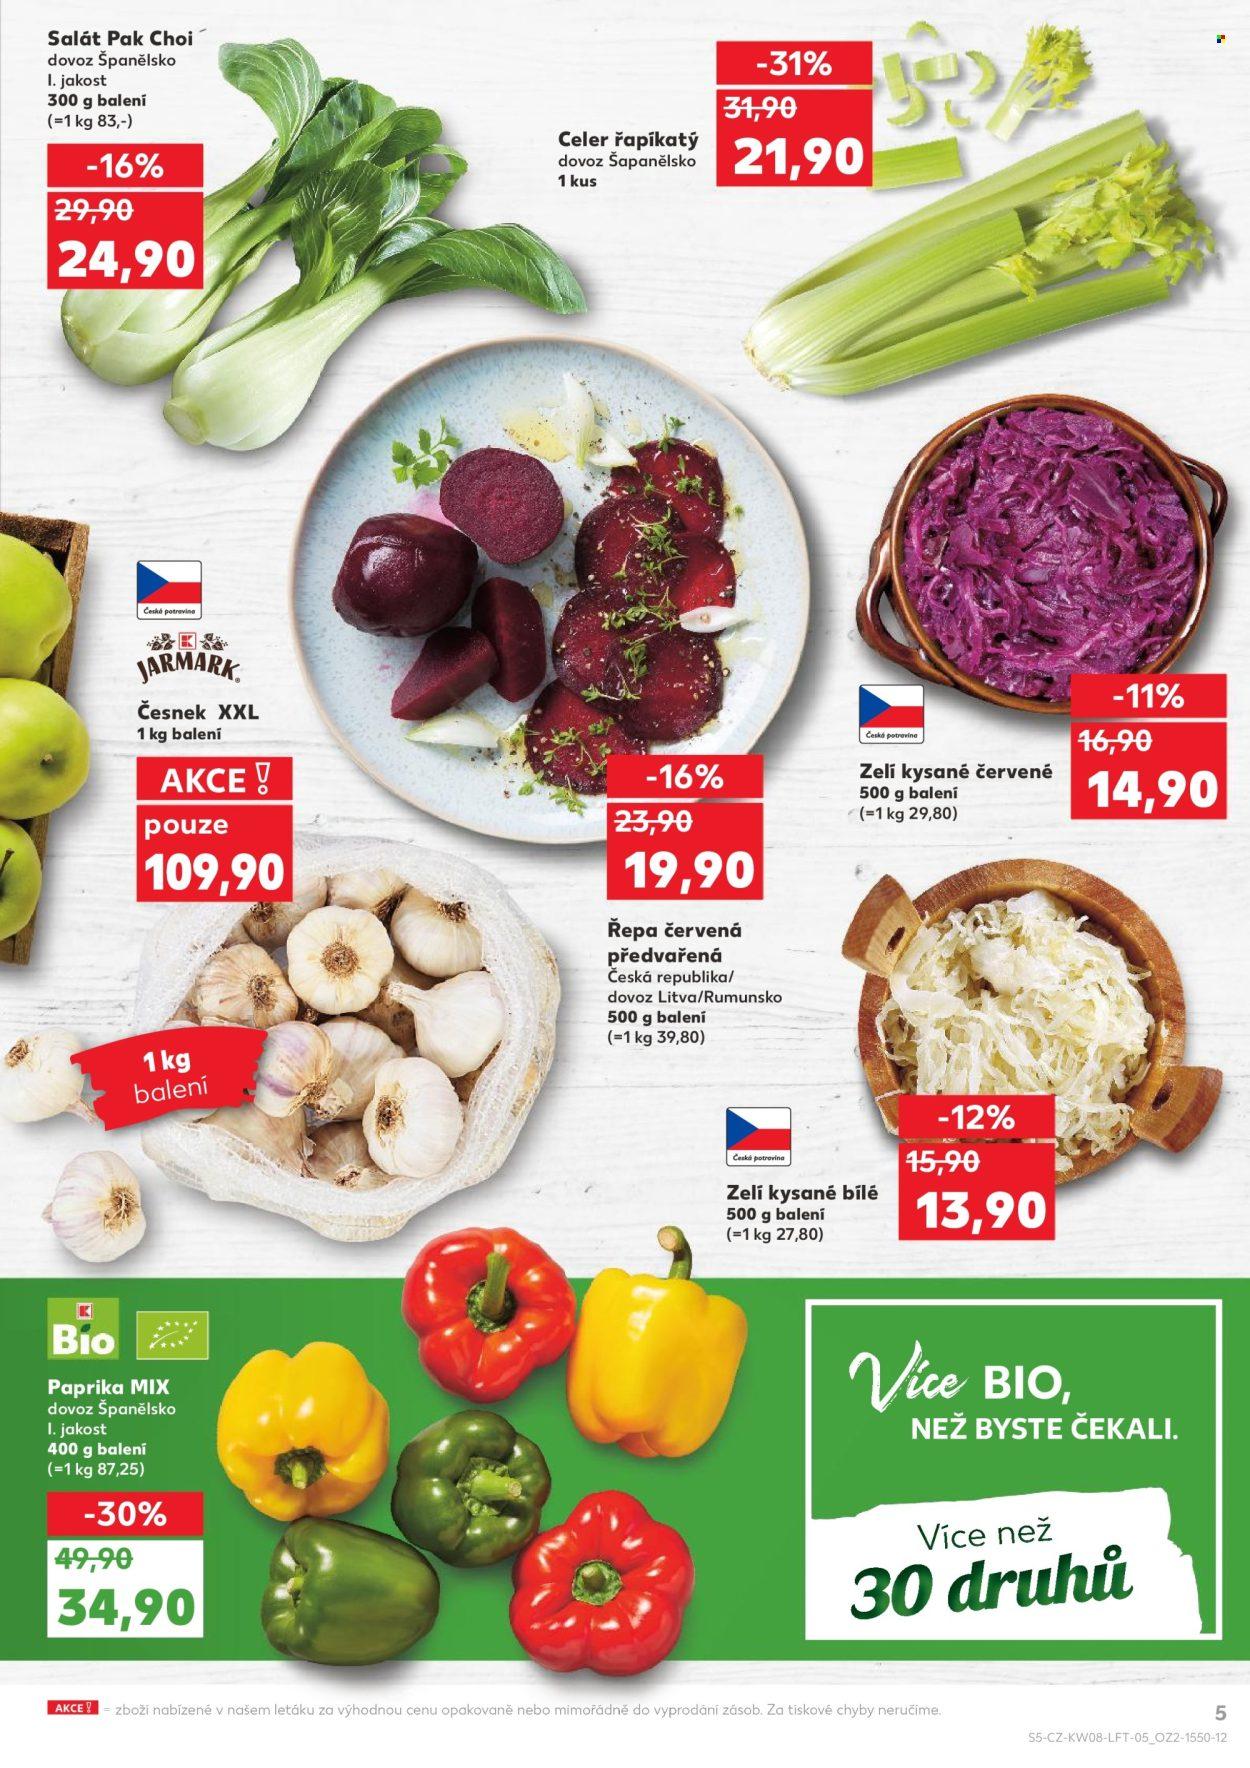 Salát Pak Choi
dovoz Španělsko
I. jakost
300 g balení
(=1 kg 83,-)
-16%
29,90
24,90
Celer řapíkatý
dovoz Šapanělsko
1 kus
-31%
31,90
21,90
Česká potravina
K JARMARK
Česnek XXL
1 kg balení
AKCE!
pouze
109,90
1 kg
balení
-16%
23,90
19,90
Řepa červená
předvařená
Česká republika/
dovoz Litva/Rumunsko
500 g balení
(=1 kg 39,80)
Česká potravina
Zelí kysané červené
500 g balení
(=1 kg 29,80)
-11%
16,90
14,90
Česká potravina
Zelí kysané bílé
500 g balení
(=1 kg 27,80)
-12%
15,90
13,90
K
Bio
Paprika MIX
dovoz Španělsko
I. jakost
400 g balení
(=1 kg 87,25)
-30%
49,90
34,90
Více BIO,
NEŽ BYSTE ČEKALI.
Více než
30 druhů
AKCE! = zboží nabízené v našem letáku za výhodnou cenu opakovaně nebo mimořádně do vyprodání zásob. Za tiskové chyby neručíme.
5
S5-CZ-KW08-LFT-05_OZ2-1550-12